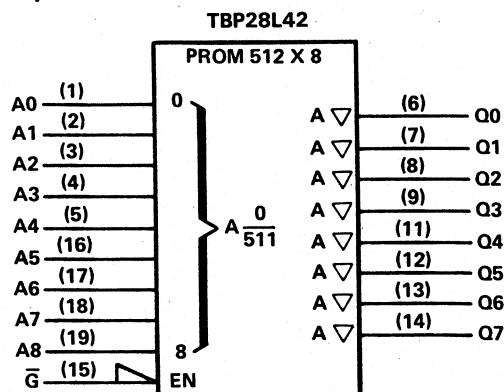 TBP28L42
PROM 512 X 8
A0 (1) 0 A ▽ (6) Q0
A1 (2) A ▽ (7) Q1
A2 (3) A ▽ (8) Q2
A3 (4) A ▽ (9) Q3
A4 (5) A 0/511 A ▽ (11) Q4
A5 (16) A ▽ (12) Q5
A6 (17) A ▽ (13) Q6
A7 (18) A ▽ (14) Q7
A8 (19) 8
G̅ (15) EN